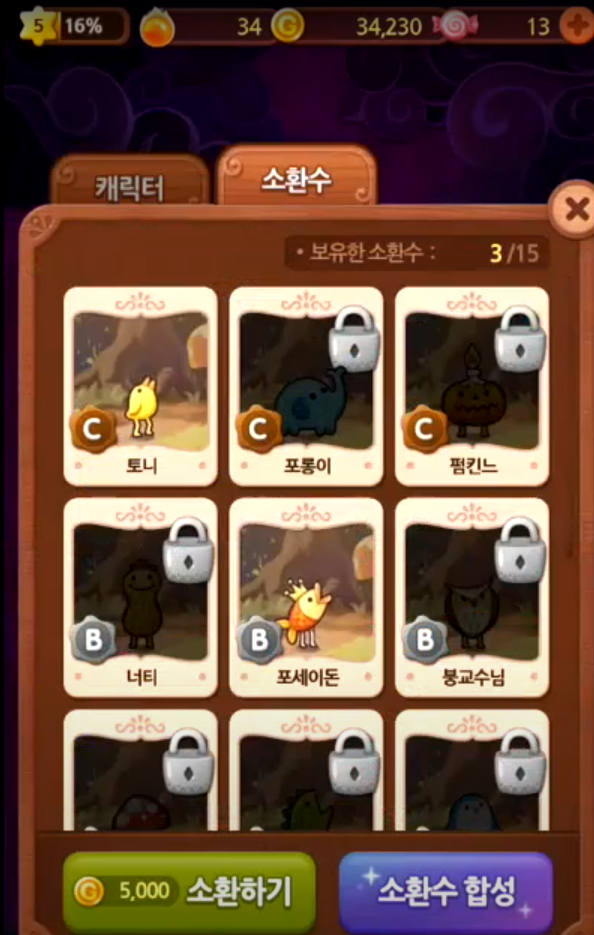 5 16% 34 G 34,230 13
캐릭터 소환수
• 보유한 소환수 : 3/15
C C C
토니 포롱이 펌킨느
B B B
너티 포세이돈 붕교수님
G 5,000 소환하기 소환수 합성